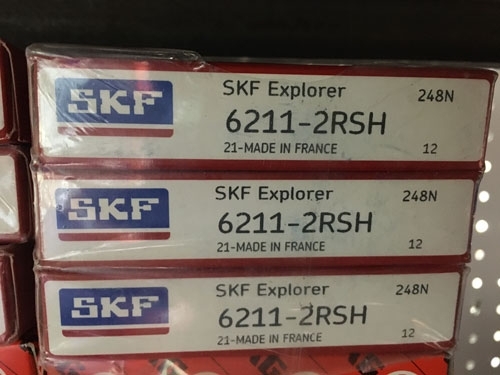 SKF
SKF Explorer 248N
6211-2RSH
21-MADE IN FRANCE 12
SKF
SKF Explorer 248N
6211-2RSH
21-MADE IN FRANCE 12
SKF
SKF Explorer 248N
6211-2RSH
21-MADE IN FRANCE 12